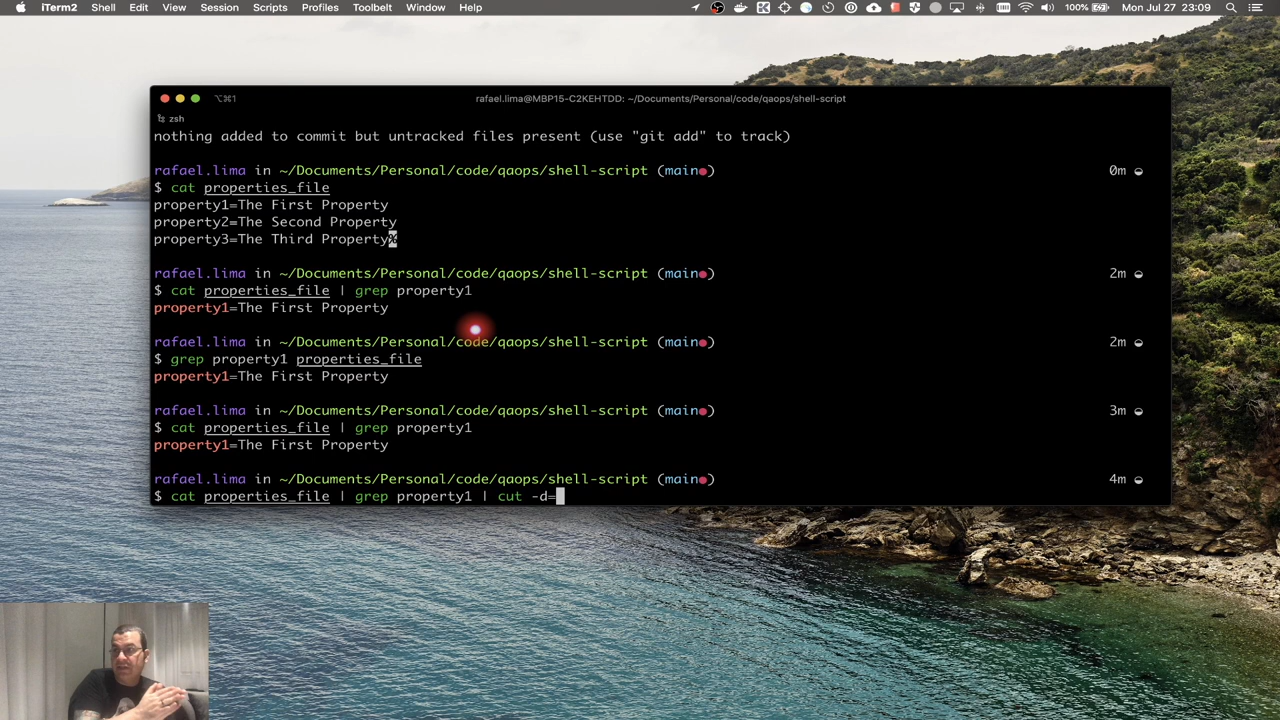 iTerm2 Shell Edit View Session Scripts Profiles Toolbelt Window Help 100% Mon Jul 27 23:09
⌥⌘1 rafael.lima@MBP15-C2KEHTDD: ~/Documents/Personal/code/qaops/shell-script
zsh
nothing added to commit but untracked files present (use "git add" to track)
rafael.lima in ~/Documents/Personal/code/qaops/shell-script (main●) 0m
$ cat properties_file
property1=The First Property
property2=The Second Property
property3=The Third Property%
rafael.lima in ~/Documents/Personal/code/qaops/shell-script (main●) 2m
$ cat properties_file | grep property1
property1=The First Property
rafael.lima in ~/Documents/Personal/code/qaops/shell-script (main●) 2m
$ grep property1 properties_file
property1=The First Property
rafael.lima in ~/Documents/Personal/code/qaops/shell-script (main●) 3m
$ cat properties_file | grep property1
property1=The First Property
rafael.lima in ~/Documents/Personal/code/qaops/shell-script (main●) 4m
$ cat properties_file | grep property1 | cut -d=